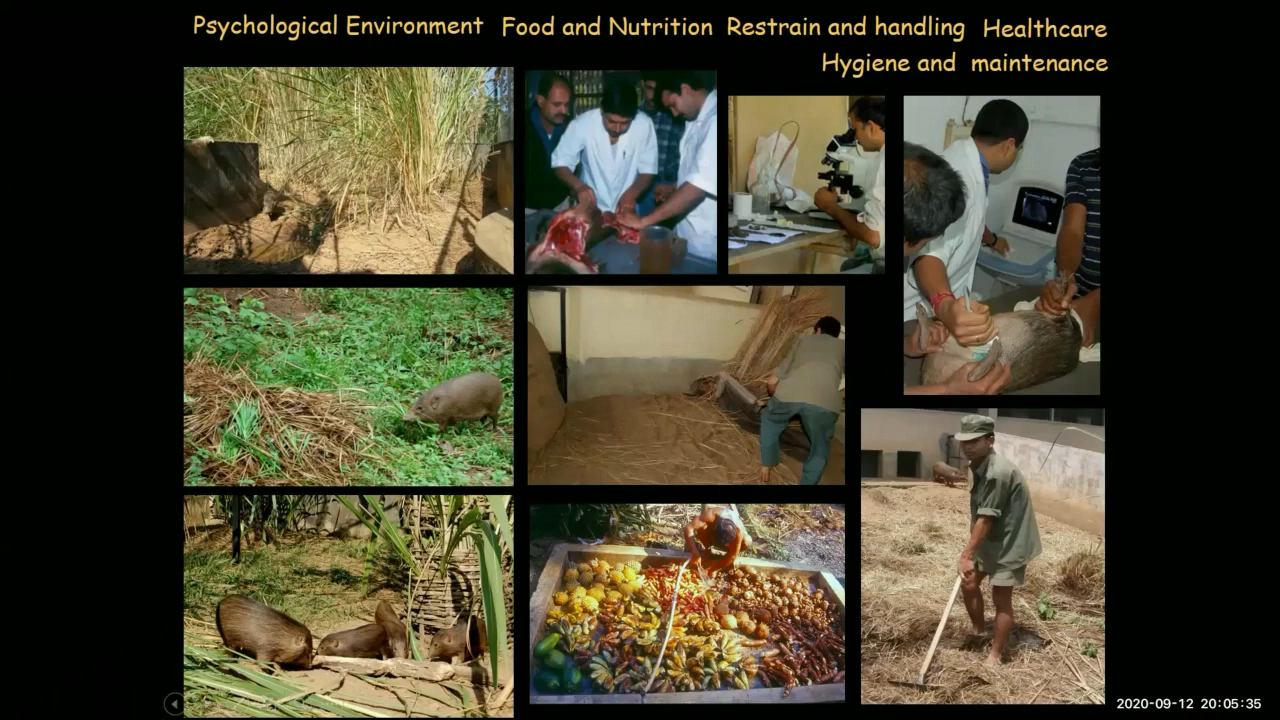 Psychological Environment Food and Nutrition Restrain and handling Healthcare
Hygiene and maintenance
2020-09-12 20:05:35